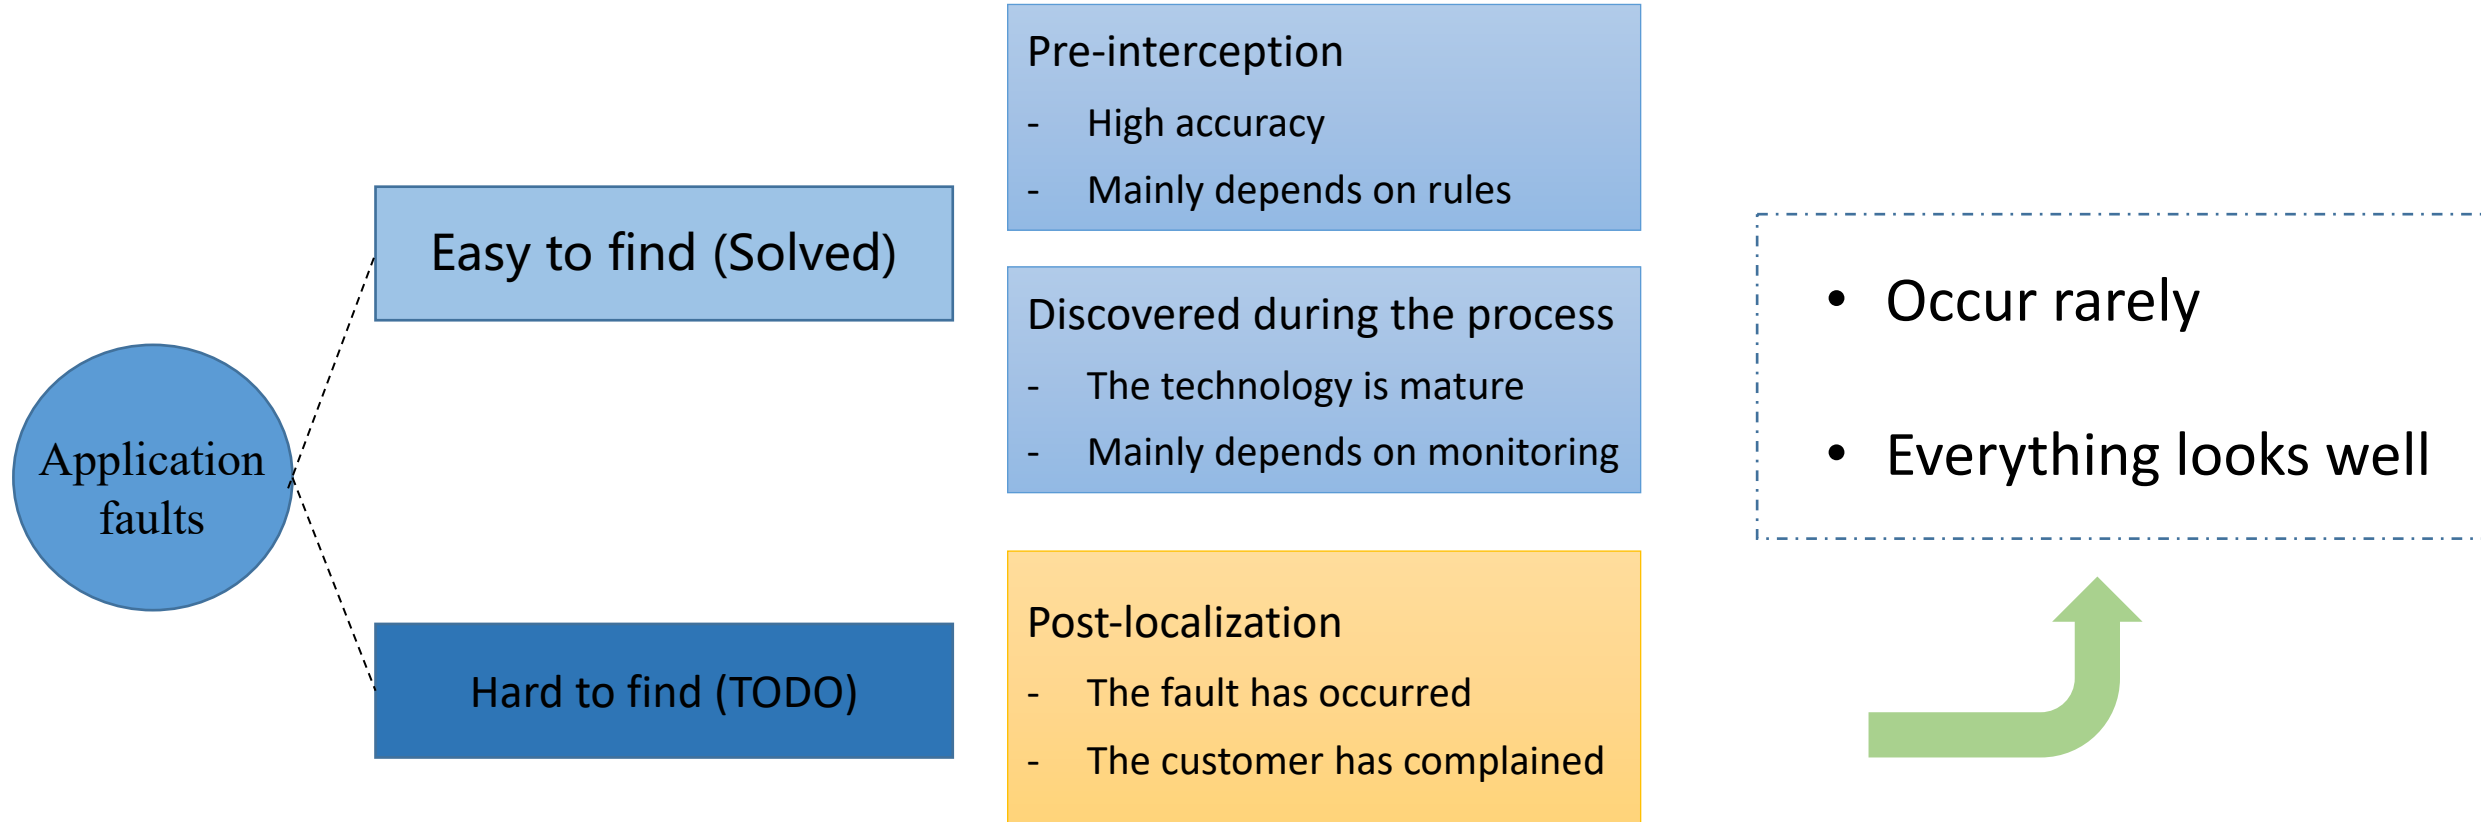 Application
faults
Easy to find (Solved)
Hard to find (TODO)
Pre-interception
- High accuracy
- Mainly depends on rules
Discovered during the process
- The technology is mature
- Mainly depends on monitoring
Post-localization
- The fault has occurred
- The customer has complained
• Occur rarely
• Everything looks well